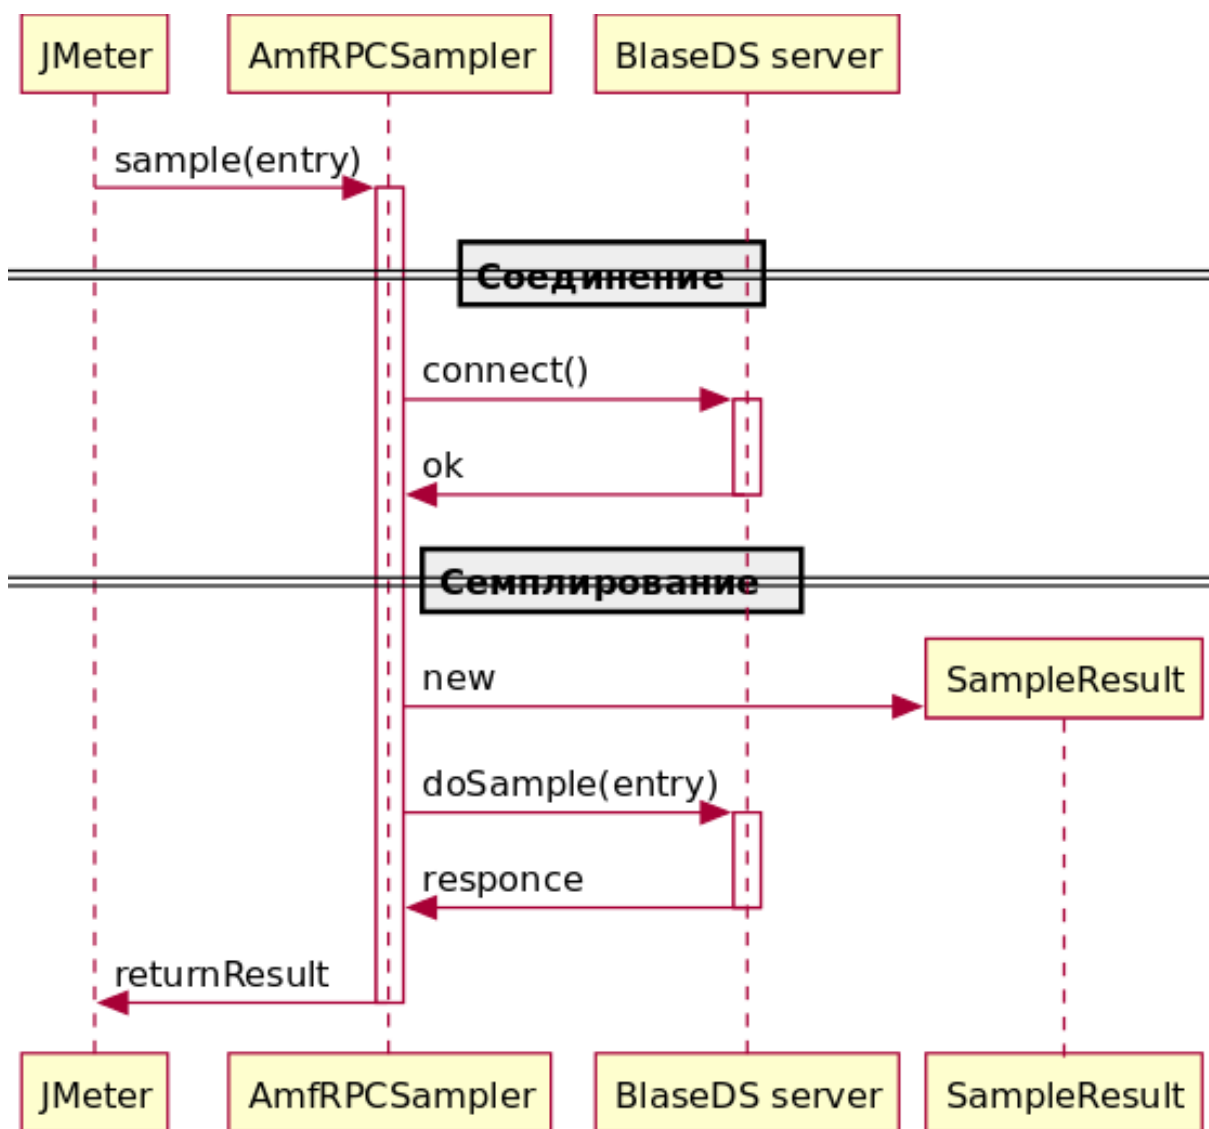 JMeter
AmfRPCSampler
BlaseDS server
sample(entry)
Соединение
connect()
ok
Семплирование
new
SampleResult
doSample(entry)
responce
returnResult
JMeter
AmfRPCSampler
BlaseDS server
SampleResult